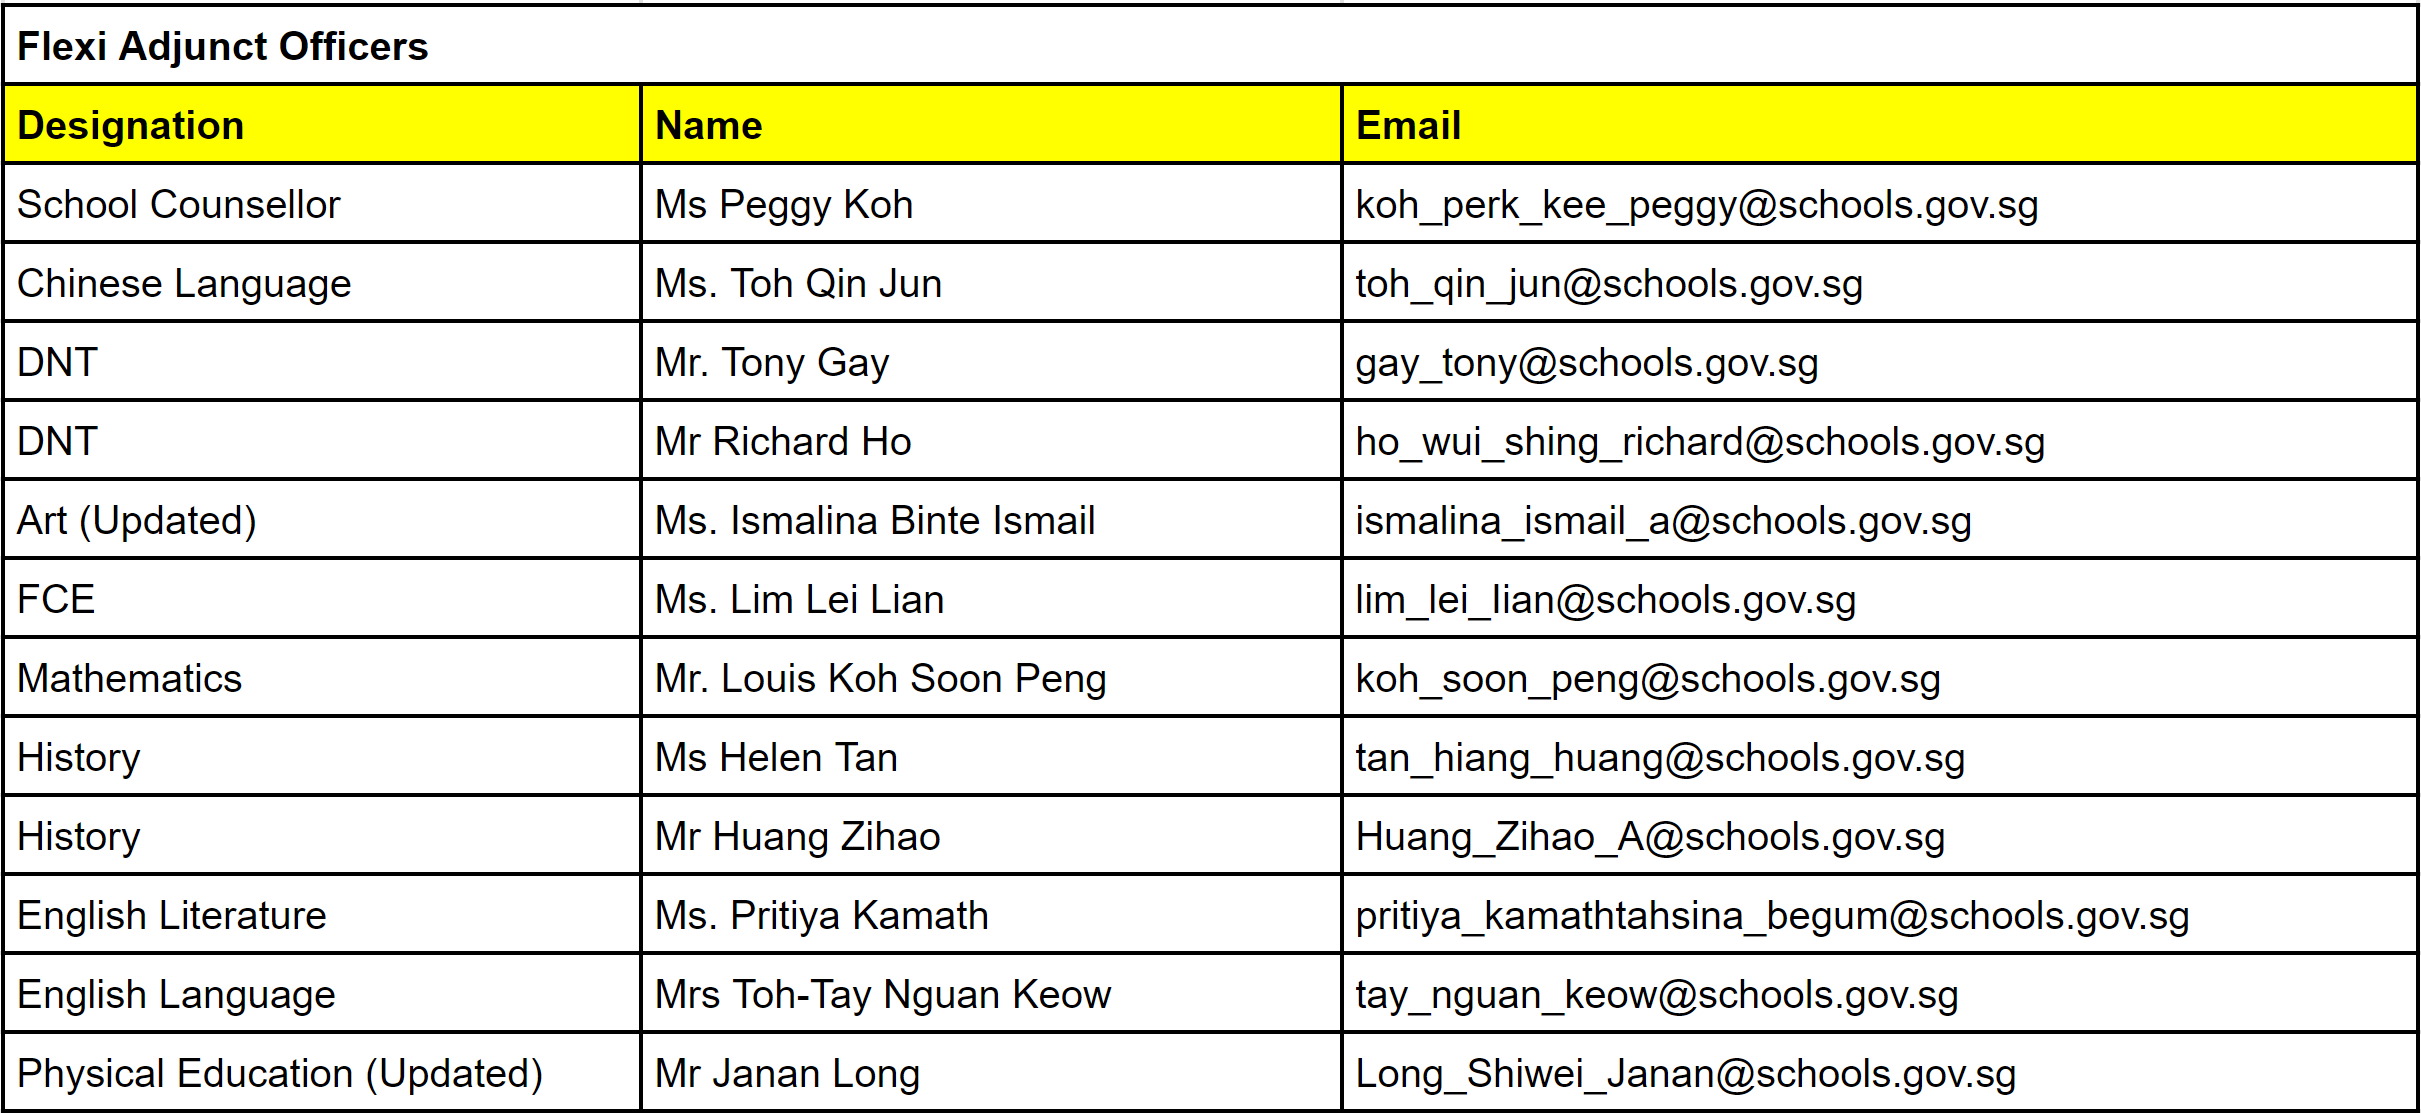 Flexi Adjunct Officers
Designation Name Email
School Counsellor Ms Peggy Koh koh_perk_kee_peggy@schools.gov.sg
Chinese Language Ms. Toh Qin Jun toh_qin_jun@schools.gov.sg
DNT Mr. Tony Gay gay_tony@schools.gov.sg
DNT Mr Richard Ho ho_wui_shing_richard@schools.gov.sg
Art (Updated) Ms. Ismalina Binte Ismail ismalina_ismail_a@schools.gov.sg
FCE Ms. Lim Lei Lian lim_lei_lian@schools.gov.sg
Mathematics Mr. Louis Koh Soon Peng koh_soon_peng@schools.gov.sg
History Ms Helen Tan tan_hiang_huang@schools.gov.sg
History Mr Huang Zihao Huang_Zihao_A@schools.gov.sg
English Literature Ms. Pritiya Kamath pritiya_kamathtahsina_begum@schools.gov.sg
English Language Mrs Toh-Tay Nguan Keow tay_nguan_keow@schools.gov.sg
Physical Education (Updated) Mr Janan Long Long_Shiwei_Janan@schools.gov.sg